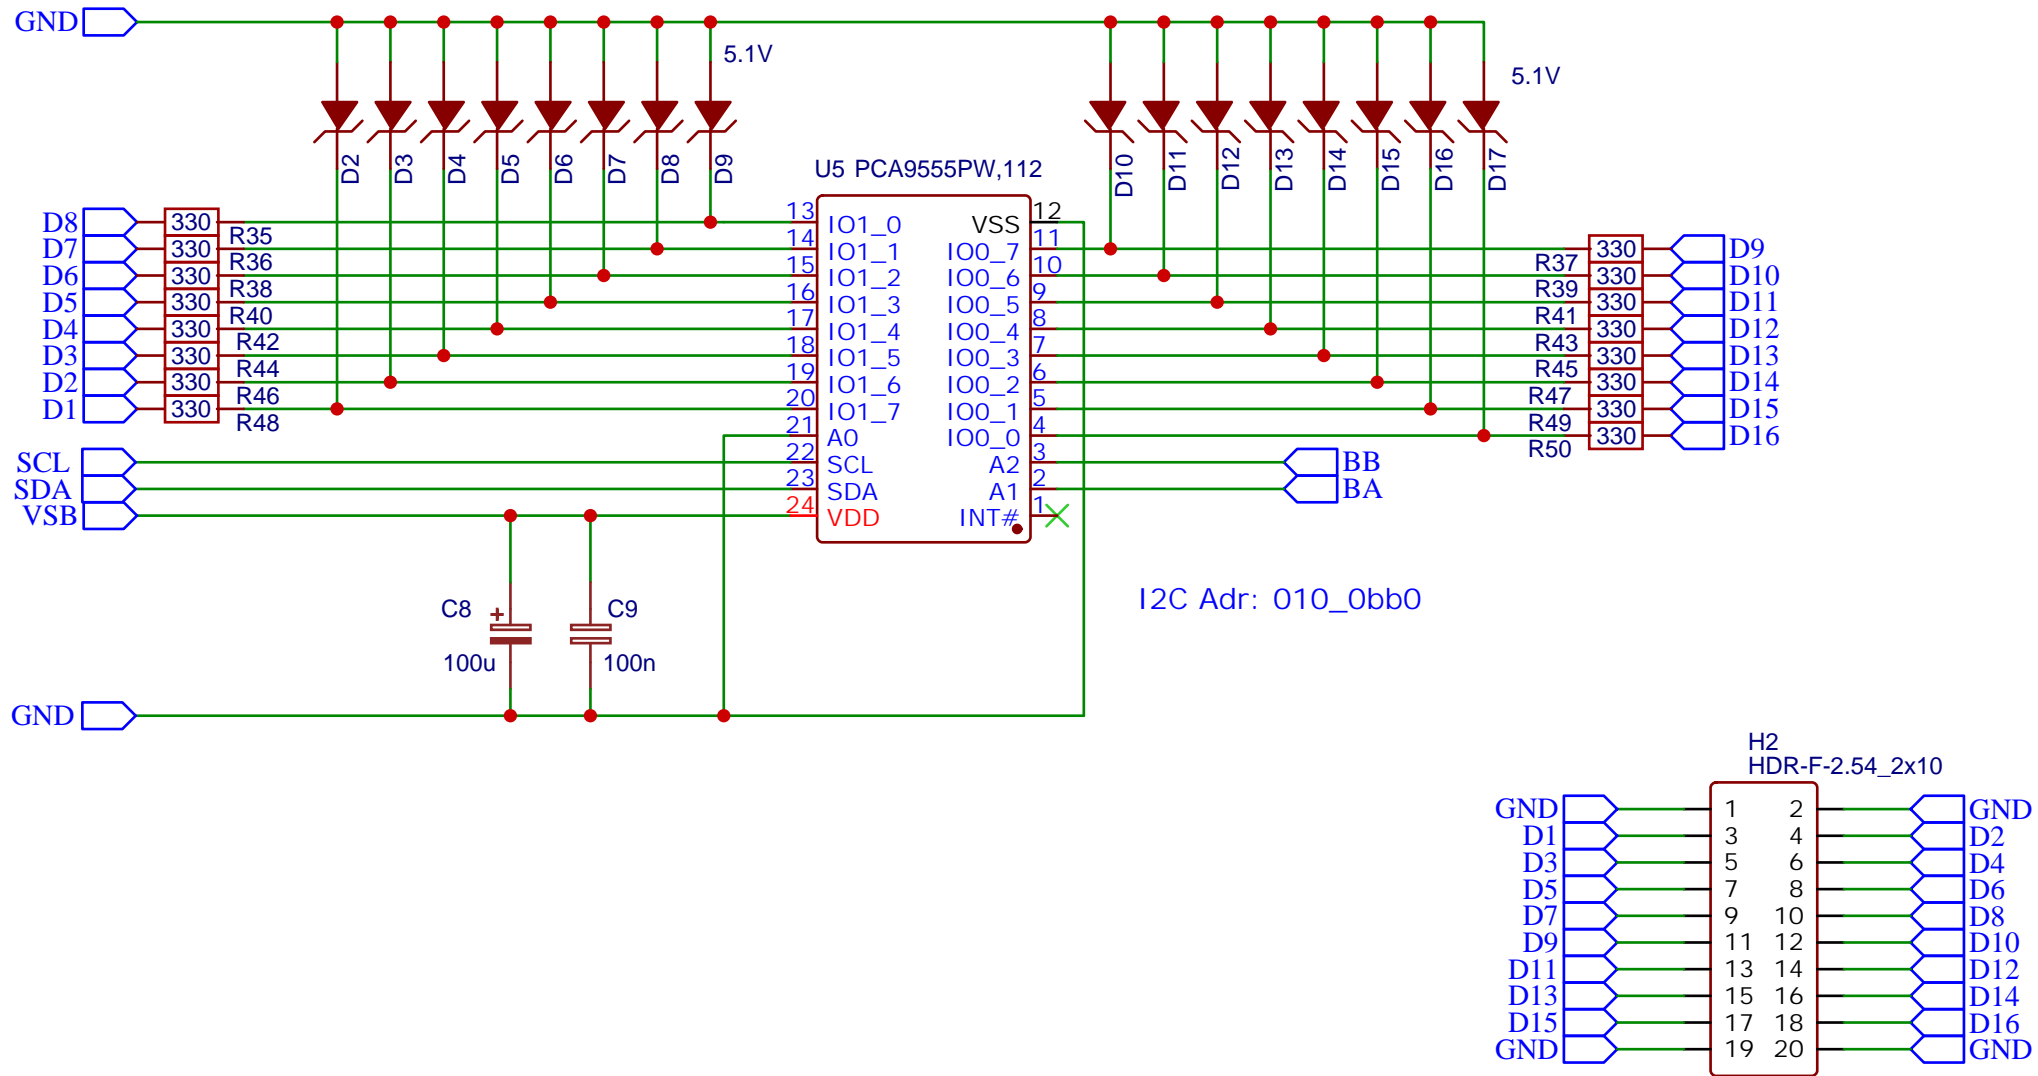 GND
5.1V
5.1V
D2 D3 D4 D5 D6 D7 D8 D9
D10 D11 D12 D13 D14 D15 D16 D17
U5 PCA9555PW,112
D8 330 R35 13 IO1_0
D7 330 R36 14 IO1_1
D6 330 R38 15 IO1_2
D5 330 R40 16 IO1_3
D4 330 R42 17 IO1_4
D3 330 R44 18 IO1_5
D2 330 R46 19 IO1_6
D1 330 R48 20 IO1_7
21 A0
SCL 22 SCL
SDA 23 SDA
VSB 24 VDD
VSS 12
IO0_7 11 R37 330 D9
IO0_6 10 R39 330 D10
IO0_5 9 R41 330 D11
IO0_4 8 R43 330 D12
IO0_3 7 R45 330 D13
IO0_2 6 R47 330 D14
IO0_1 5 R49 330 D15
IO0_0 4 R50 330 D16
A2 3 BB
A1 2 BA
INT# 1
C8 + C9
100u 100n
I2C Adr: 010_0bb0
GND
H2
HDR-F-2.54_2x10
GND 1 2 GND
D1 3 4 D2
D3 5 6 D4
D5 7 8 D6
D7 9 10 D8
D9 11 12 D10
D11 13 14 D12
D13 15 16 D14
D15 17 18 D16
GND 19 20 GND